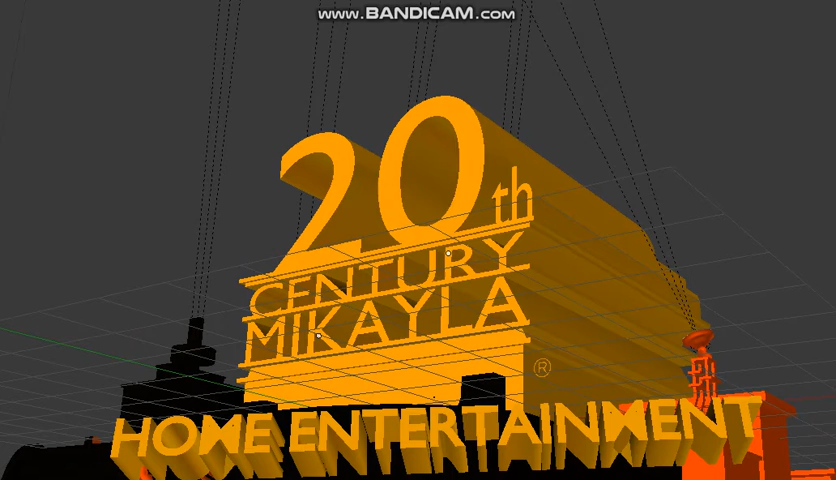 www.BANDICAM.com
20th
CENTURY
MIKAYLA
®
HOME ENTERTAINMENT